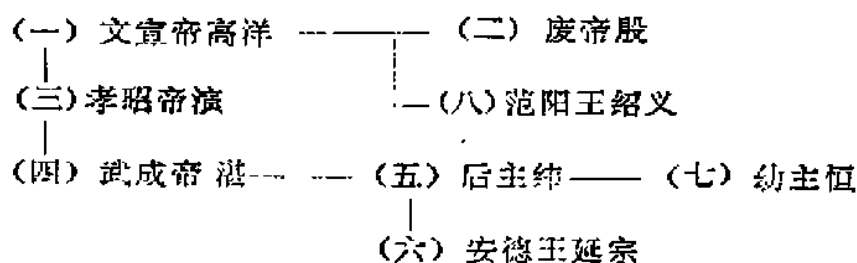 （一）文宣帝高洋 （二）废帝殷
（三）孝昭帝演 （八）范阳王绍义
（四）武成帝湛 （五）后主纬 （七）幼主恒
（六）安德王延宗